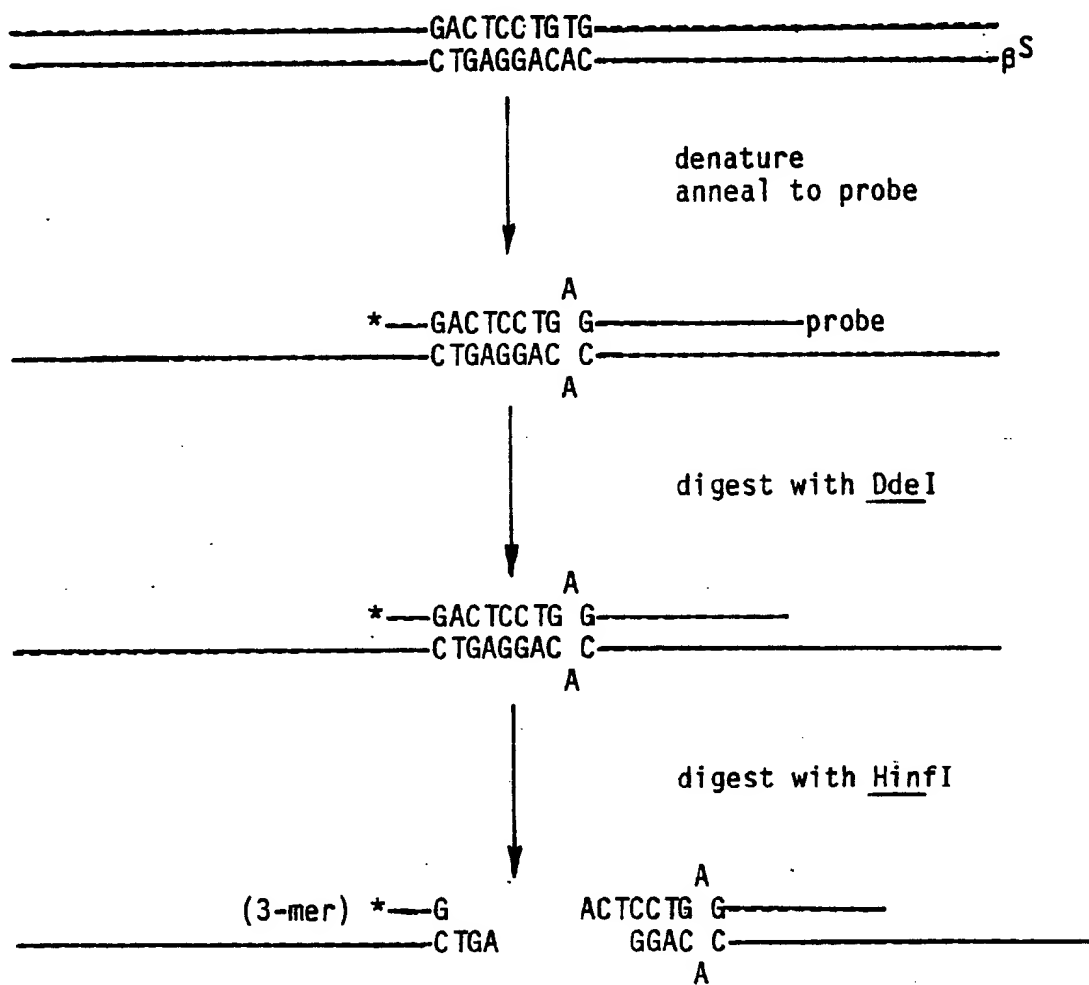 GACTCCTGTG
CTGAGGACAC βS
denature
anneal to probe
A
*GACTCCTG G probe
CTGAGGAC C
A
digest with DdeI
A
*GACTCCTG G
CTGAGGAC C
A
digest with HinfI
A
(3-mer) *G ACTCCTG G
CTGA GGAC C
A